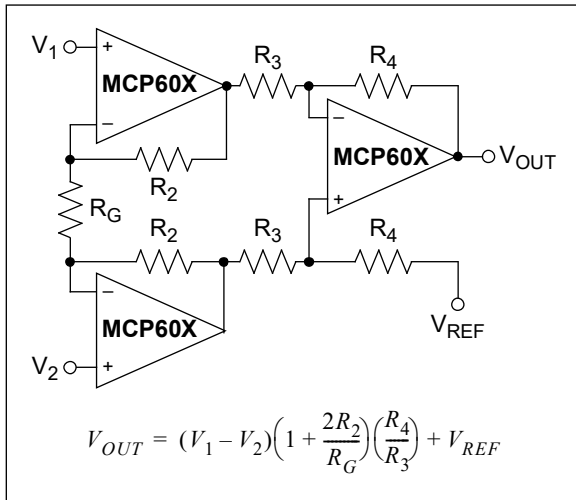 V1
+
MCP60X
–
R3
R4
R2
–
MCP60X
+
VOUT
RG
R2
R3
R4
–
MCP60X
+
V2
VREF
VOUT = (V1 – V2)(1 + 2R2/RG)(R4/R3) + VREF